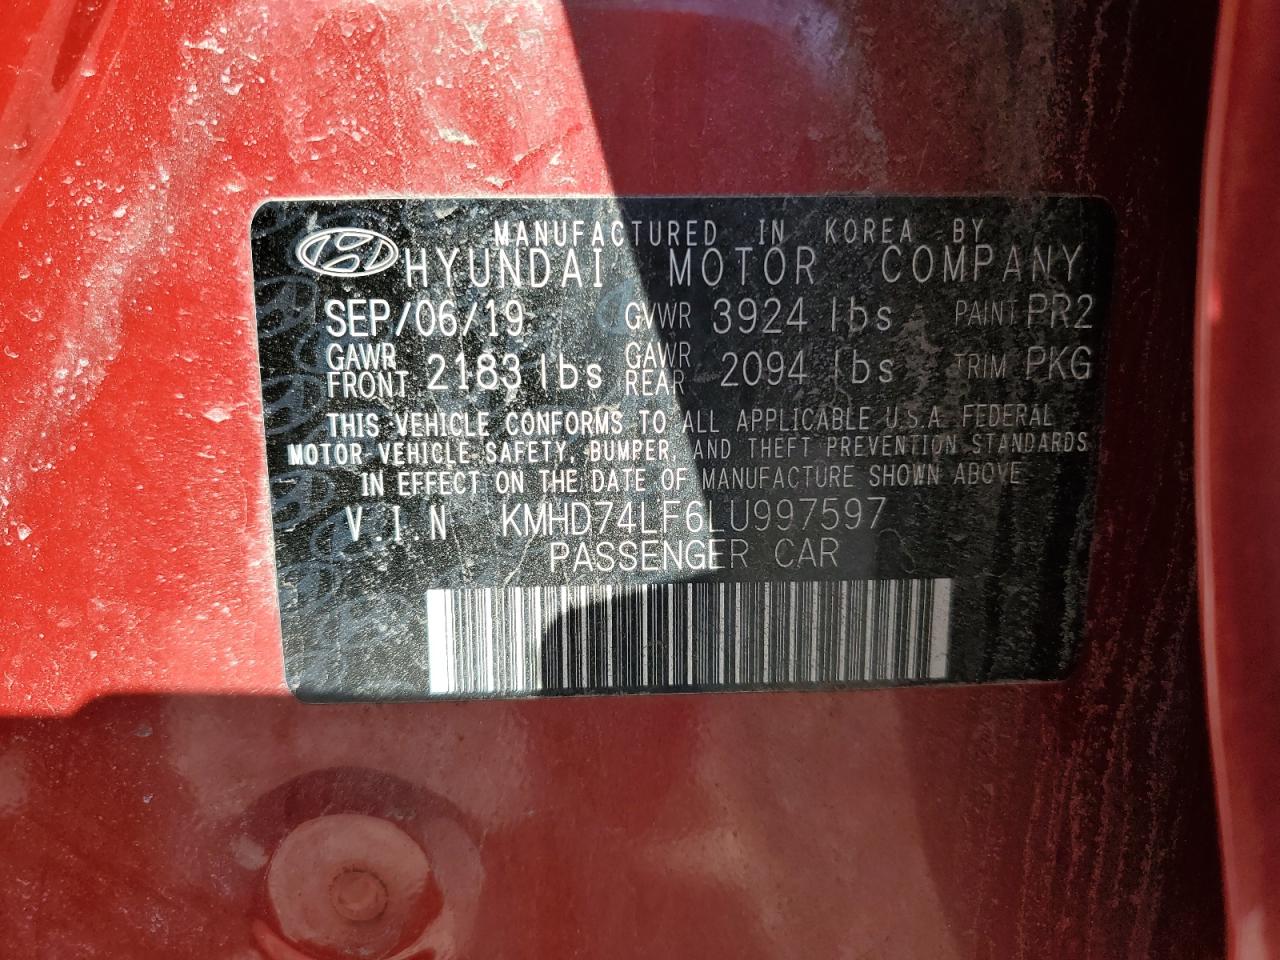 MANUFACTURED IN KOREA BY
HYUNDAI MOTOR COMPANY
SEP/06/19 GVWR 3924 lbs PAINT PR2
GAWR FRONT 2183 lbs GAWR REAR 2094 lbs TRIM PKG
THIS VEHICLE CONFORMS TO ALL APPLICABLE U.S.A. FEDERAL
MOTOR VEHICLE SAFETY, BUMPER, AND THEFT PREVENTION STANDARDS
IN EFFECT ON THE DATE OF MANUFACTURE SHOWN ABOVE
V.I.N KMHD74LF6LU997597
PASSENGER CAR